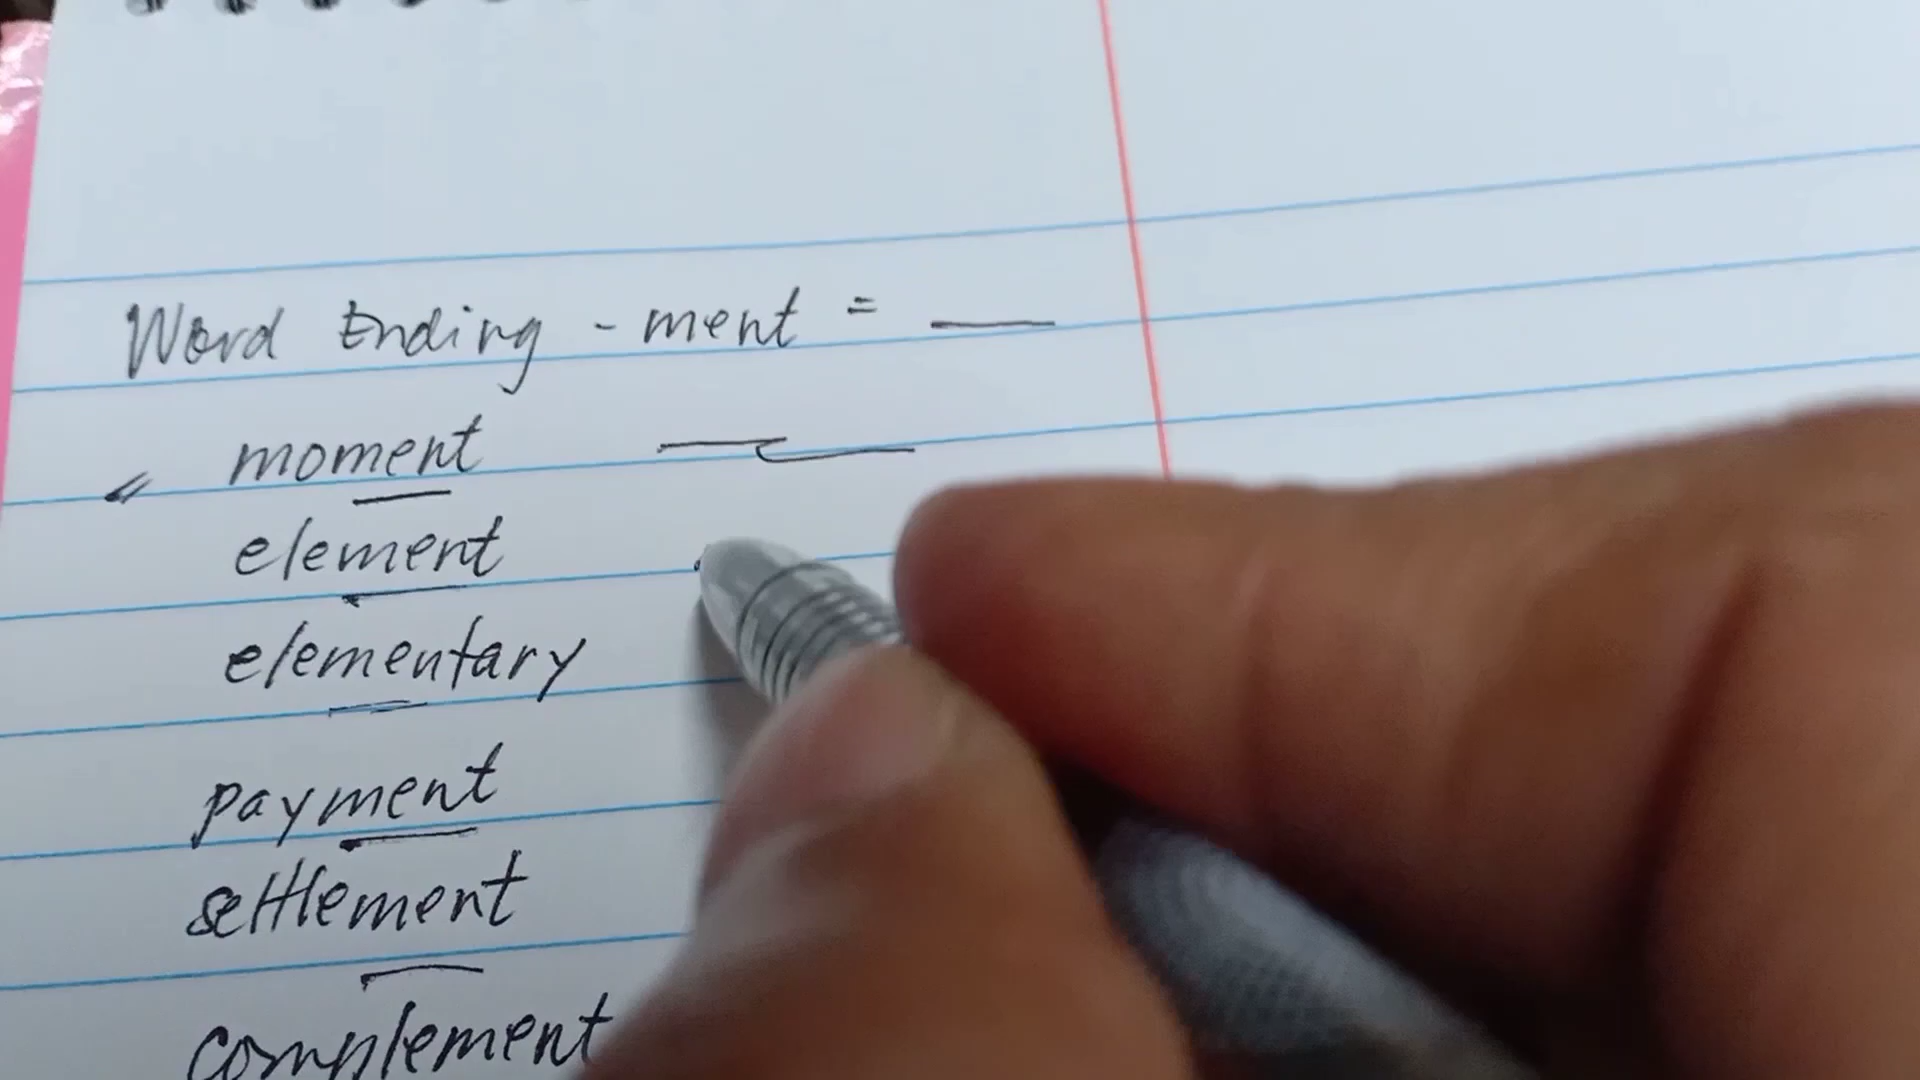 Word Ending - ment =
moment
element
elementary
payment
settlement
complement